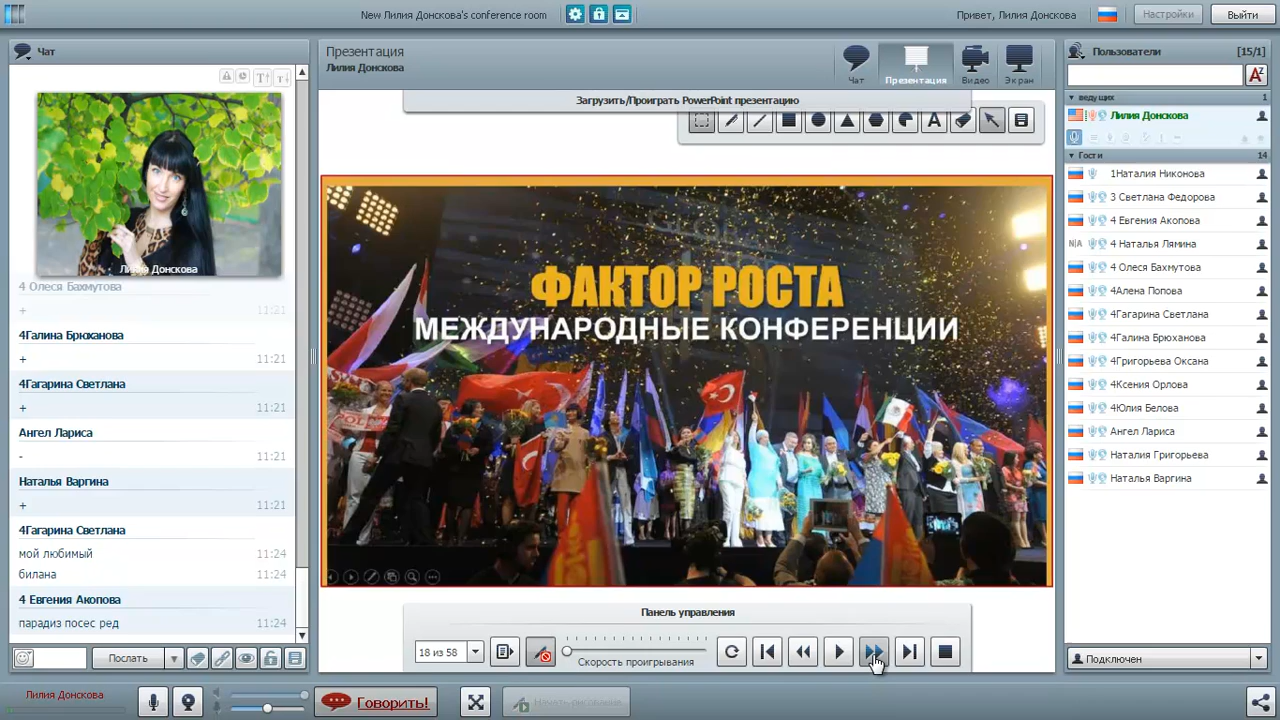 New Лилия Донскова's conference room
Привет, Лилия Донскова
Настройки
Выйти
Чат
Лилия Донскова
4 Олеся Бахмутова
+ 11:21
4Галина Брюханова
+ 11:21
4Гагарина Светлана
+ 11:21
Ангел Лариса
- 11:21
Наталья Варгина
+ 11:21
4Гагарина Светлана
мой любимый 11:24
билана 11:24
4 Евгения Акопова
парадиз посес ред 11:24
Послать
Презентация
Лилия Донскова
Чат
Презентация
Видео
Экран
Загрузить/Проиграть PowerPoint презентацию
T
T
A
ФАКТОР РОСТА
МЕЖДУНАРОДНЫЕ КОНФЕРЕНЦИИ
Панель управления
18 из 58
Скорость проигрывания
Пользователи [15/1]
AZ
ведущих 1
Лилия Донскова
Гости 14
1Наталия Никонова
3 Светлана Федорова
4 Евгения Акопова
N/A 4 Наталья Лямина
4 Олеся Бахмутова
4Алена Попова
4Гагарина Светлана
4Галина Брюханова
4Григорьева Оксана
4Ксения Орлова
4Юлия Белова
Ангел Лариса
Наталия Григорьева
Наталья Варгина
Подключен
Лилия Донскова
Говорить!